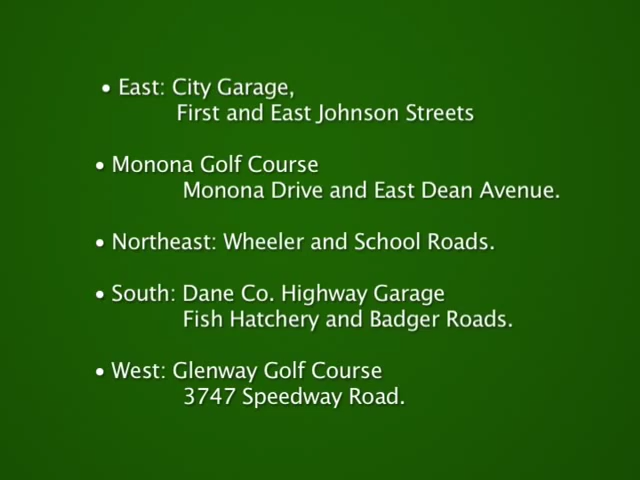 • East: City Garage,
First and East Johnson Streets
• Monona Golf Course
Monona Drive and East Dean Avenue.
• Northeast: Wheeler and School Roads.
• South: Dane Co. Highway Garage
Fish Hatchery and Badger Roads.
• West: Glenway Golf Course
3747 Speedway Road.